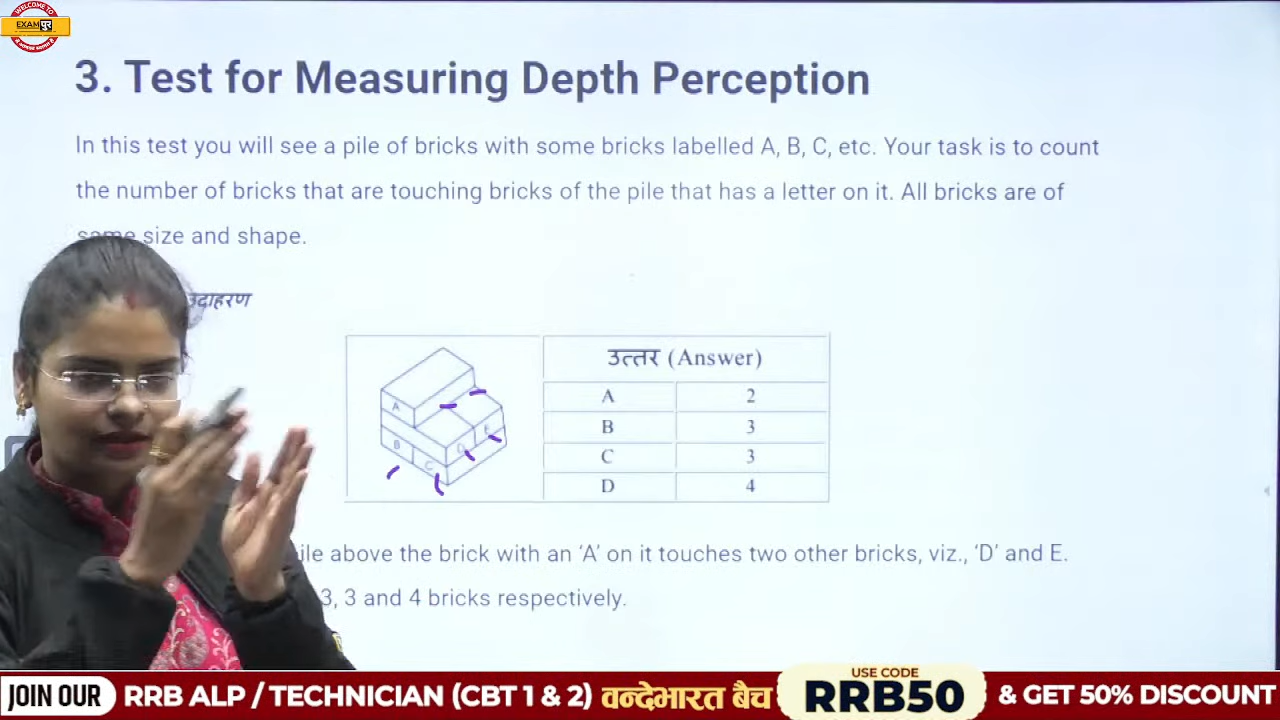 WELCOME TO
EXAMपुर
3. Test for Measuring Depth Perception
In this test you will see a pile of bricks with some bricks labelled A, B, C, etc. Your task is to count
the number of bricks that are touching bricks of the pile that has a letter on it. All bricks are of
same size and shape.
उदाहरण
A
B
C
D
E
उत्तर (Answer)
A 2
B 3
C 3
D 4
above the brick with an ‘A’ on it touches two other bricks, viz., ‘D’ and E.
3, 3 and 4 bricks respectively.
JOIN OUR RRB ALP / TECHNICIAN (CBT 1 & 2) वन्देभारत बैच USE CODE RRB50 & GET 50% DISCOUNT